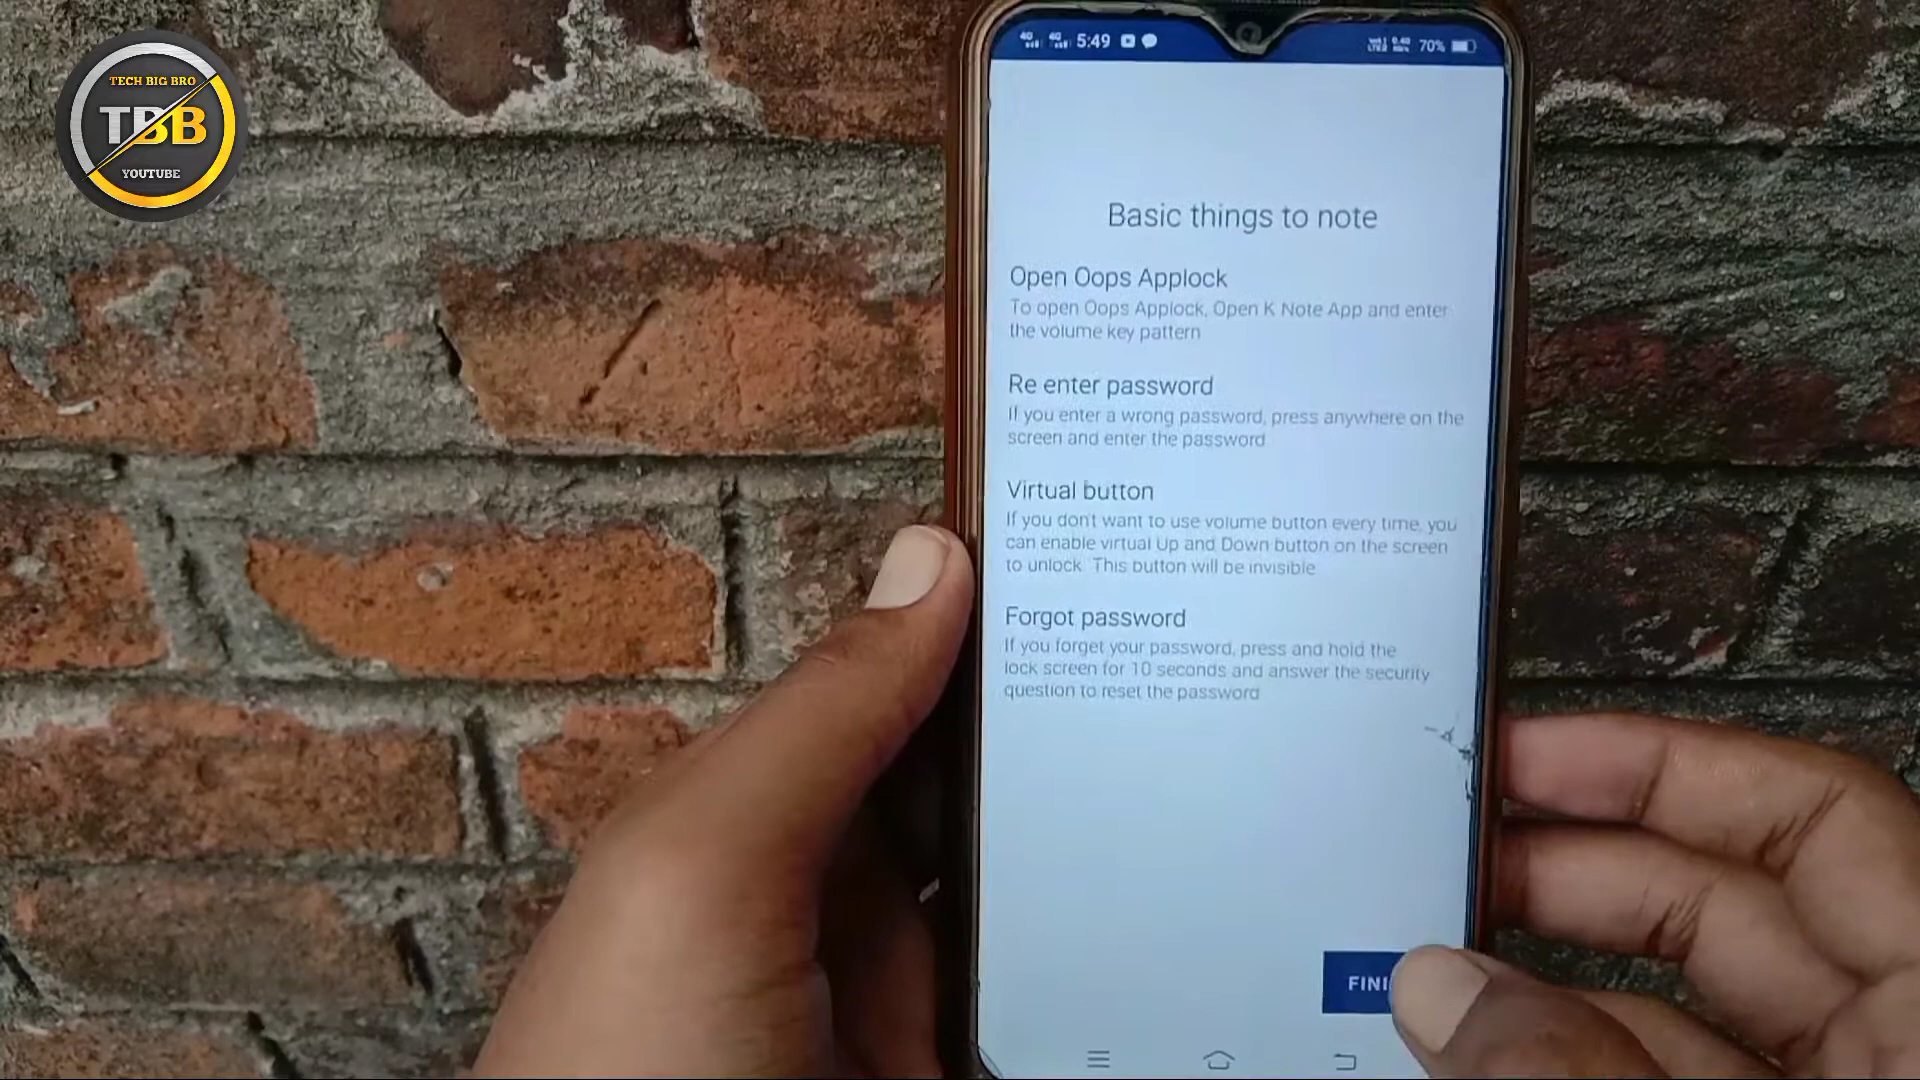 TECH BIG BRO
TBB
YOUTUBE
4G 4G 5:49 70%
Basic things to note
Open Oops Applock
To open Oops Applock, Open K Note App and enter
the volume key pattern
Re enter password
If you enter a wrong password, press anywhere on the
screen and enter the password
Virtual button
If you don't want to use volume button every time, you
can enable virtual Up and Down button on the screen
to unlock. This button will be invisible
Forgot password
If you forget your password, press and hold the
lock screen for 10 seconds and answer the security
question to reset the password
FINI